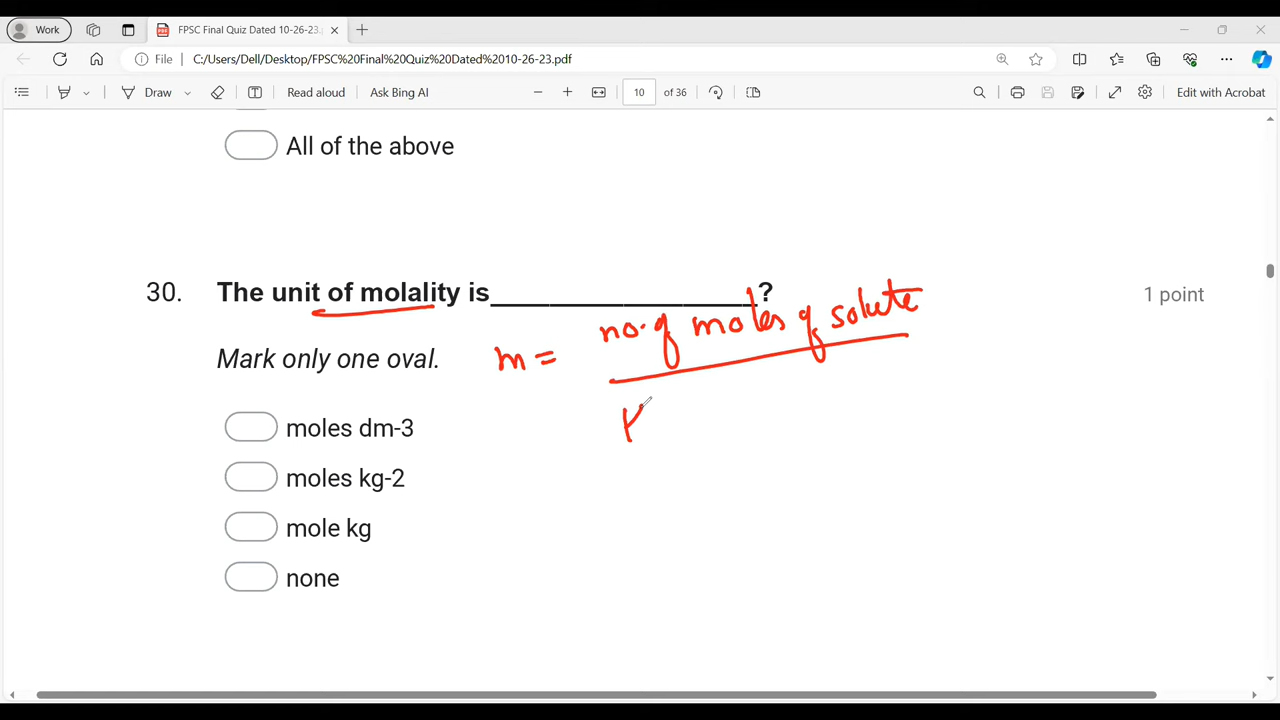 Work
FPSC Final Quiz Dated 10-26-23.
File
C:/Users/Dell/Desktop/FPSC%20Final%20Quiz%20Dated%2010-26-23.pdf
Draw
Read aloud
Ask Bing AI
10
of 36
Edit with Acrobat
All of the above
30. The unit of molality is____________________? 1 point
no. of moles of solute
Mark only one oval.
m =
K
moles dm-3
moles kg-2
mole kg
none